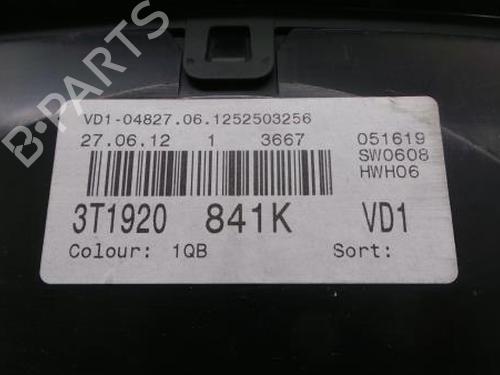 VD1-04827.06.1252503256
27.06.12 1 3667 051619
SW0608
HWH06
3T1920 841K VD1
Colour: 1QB Sort:
B-PARTS